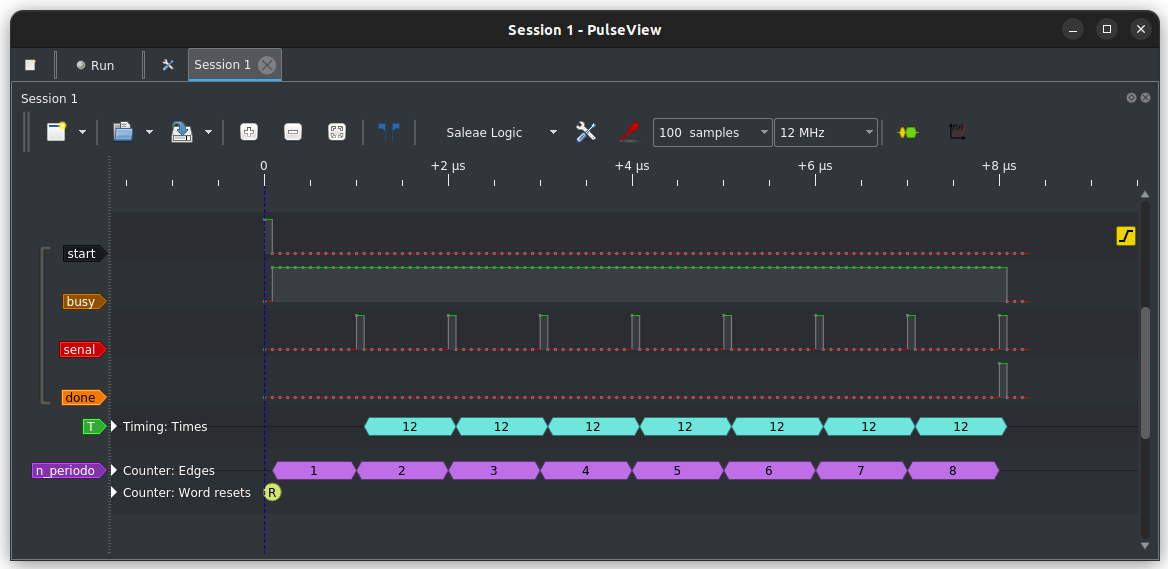 Session 1 - PulseView
Run
Session 1
Session 1
Saleae Logic
100 samples
12 MHz
0 +2 µs +4 µs +6 µs +8 µs
start
busy
senal
done
T Timing: Times 12 12 12 12 12 12 12
n_periodo Counter: Edges 1 2 3 4 5 6 7 8
Counter: Word resets R